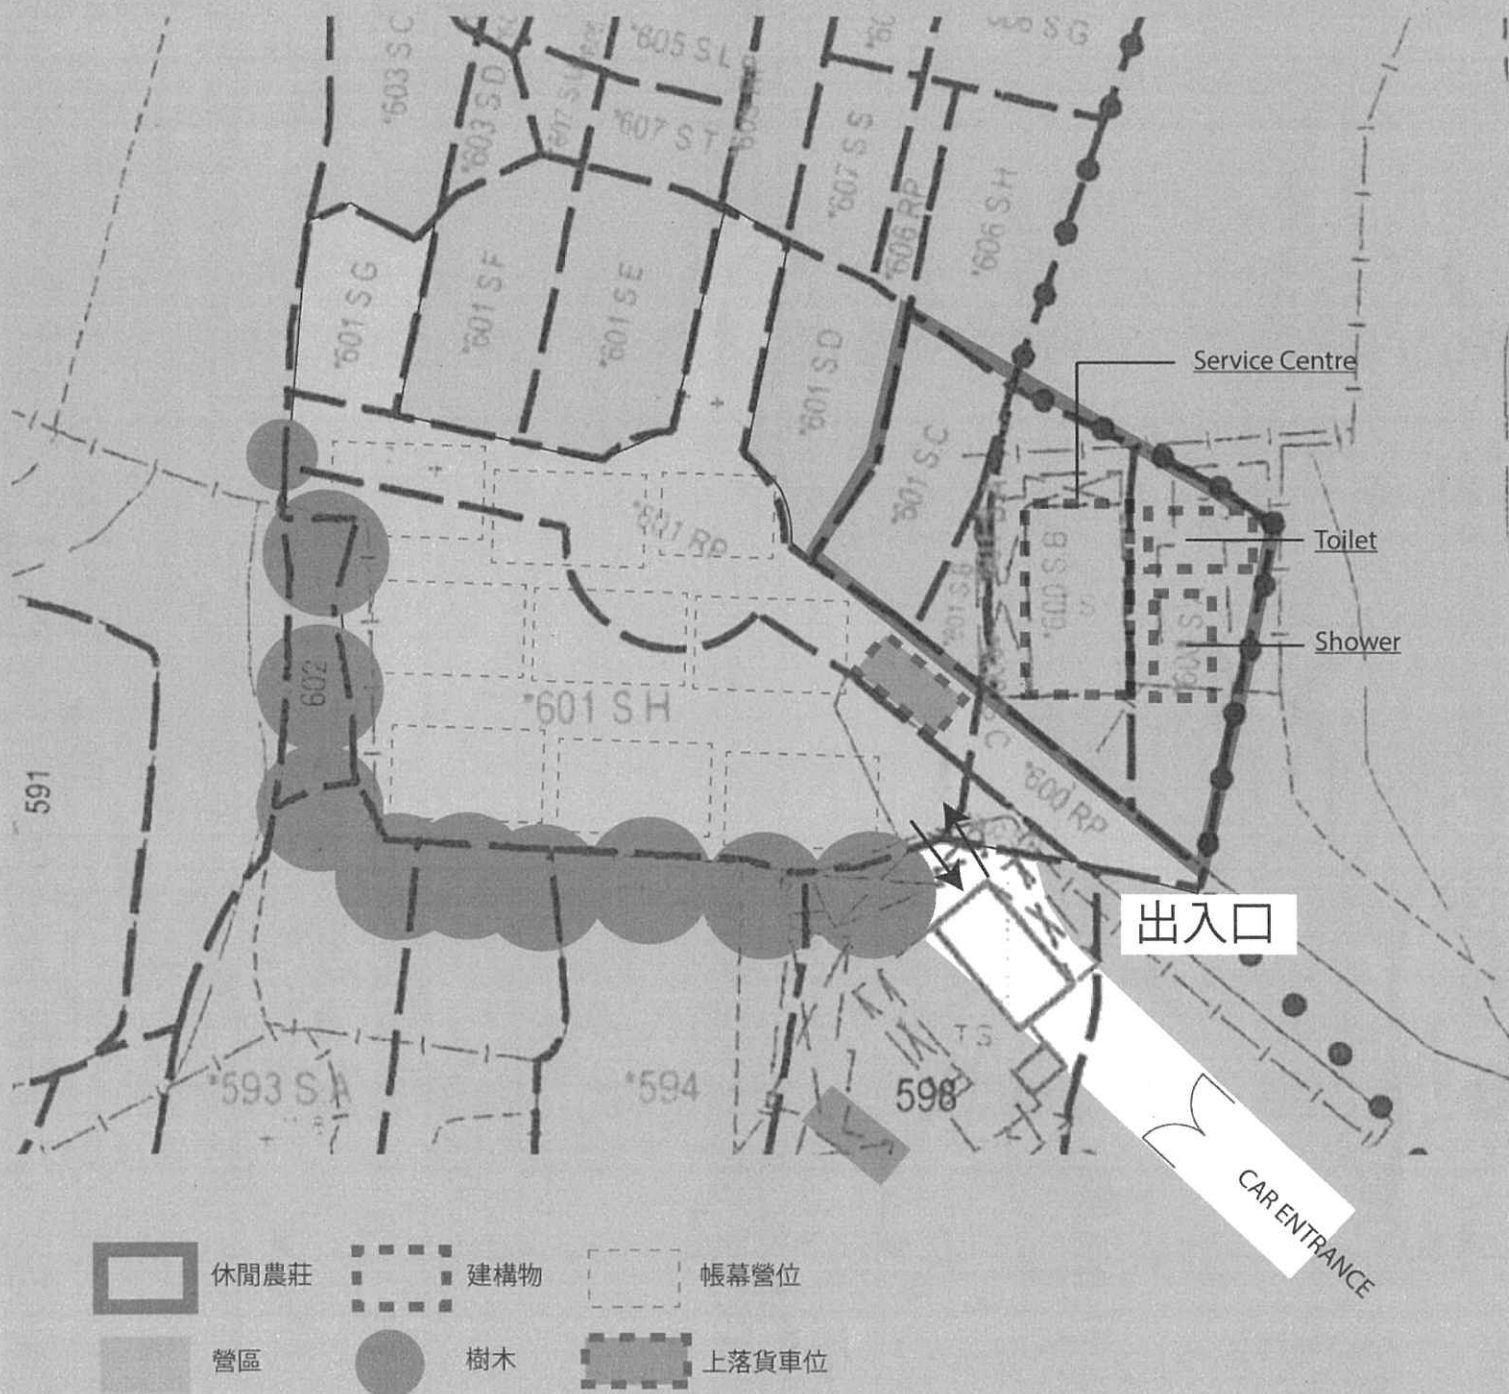 *603 S C
*603 S D
*605 S L
*607 S T
*607 S S
*606 RP
*606 S H
*601 S G
*601 S F
*601 S E
*601 S D
*601 S C
Service Centre
*601 RP
*600 S B
Toilet
Shower
602
*601 S H
591
*600 RP
出入口
T S
*593 S A
*594
598
CAR ENTRANCE
休閒農莊
建構物
帳幕營位
營區
樹木
上落貨車位